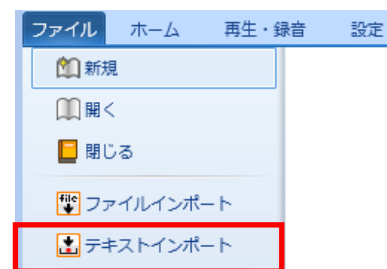 ファイル ホーム 再生・録音 設定
新規
開く
閉じる
file ファイルインポート
テキストインポート